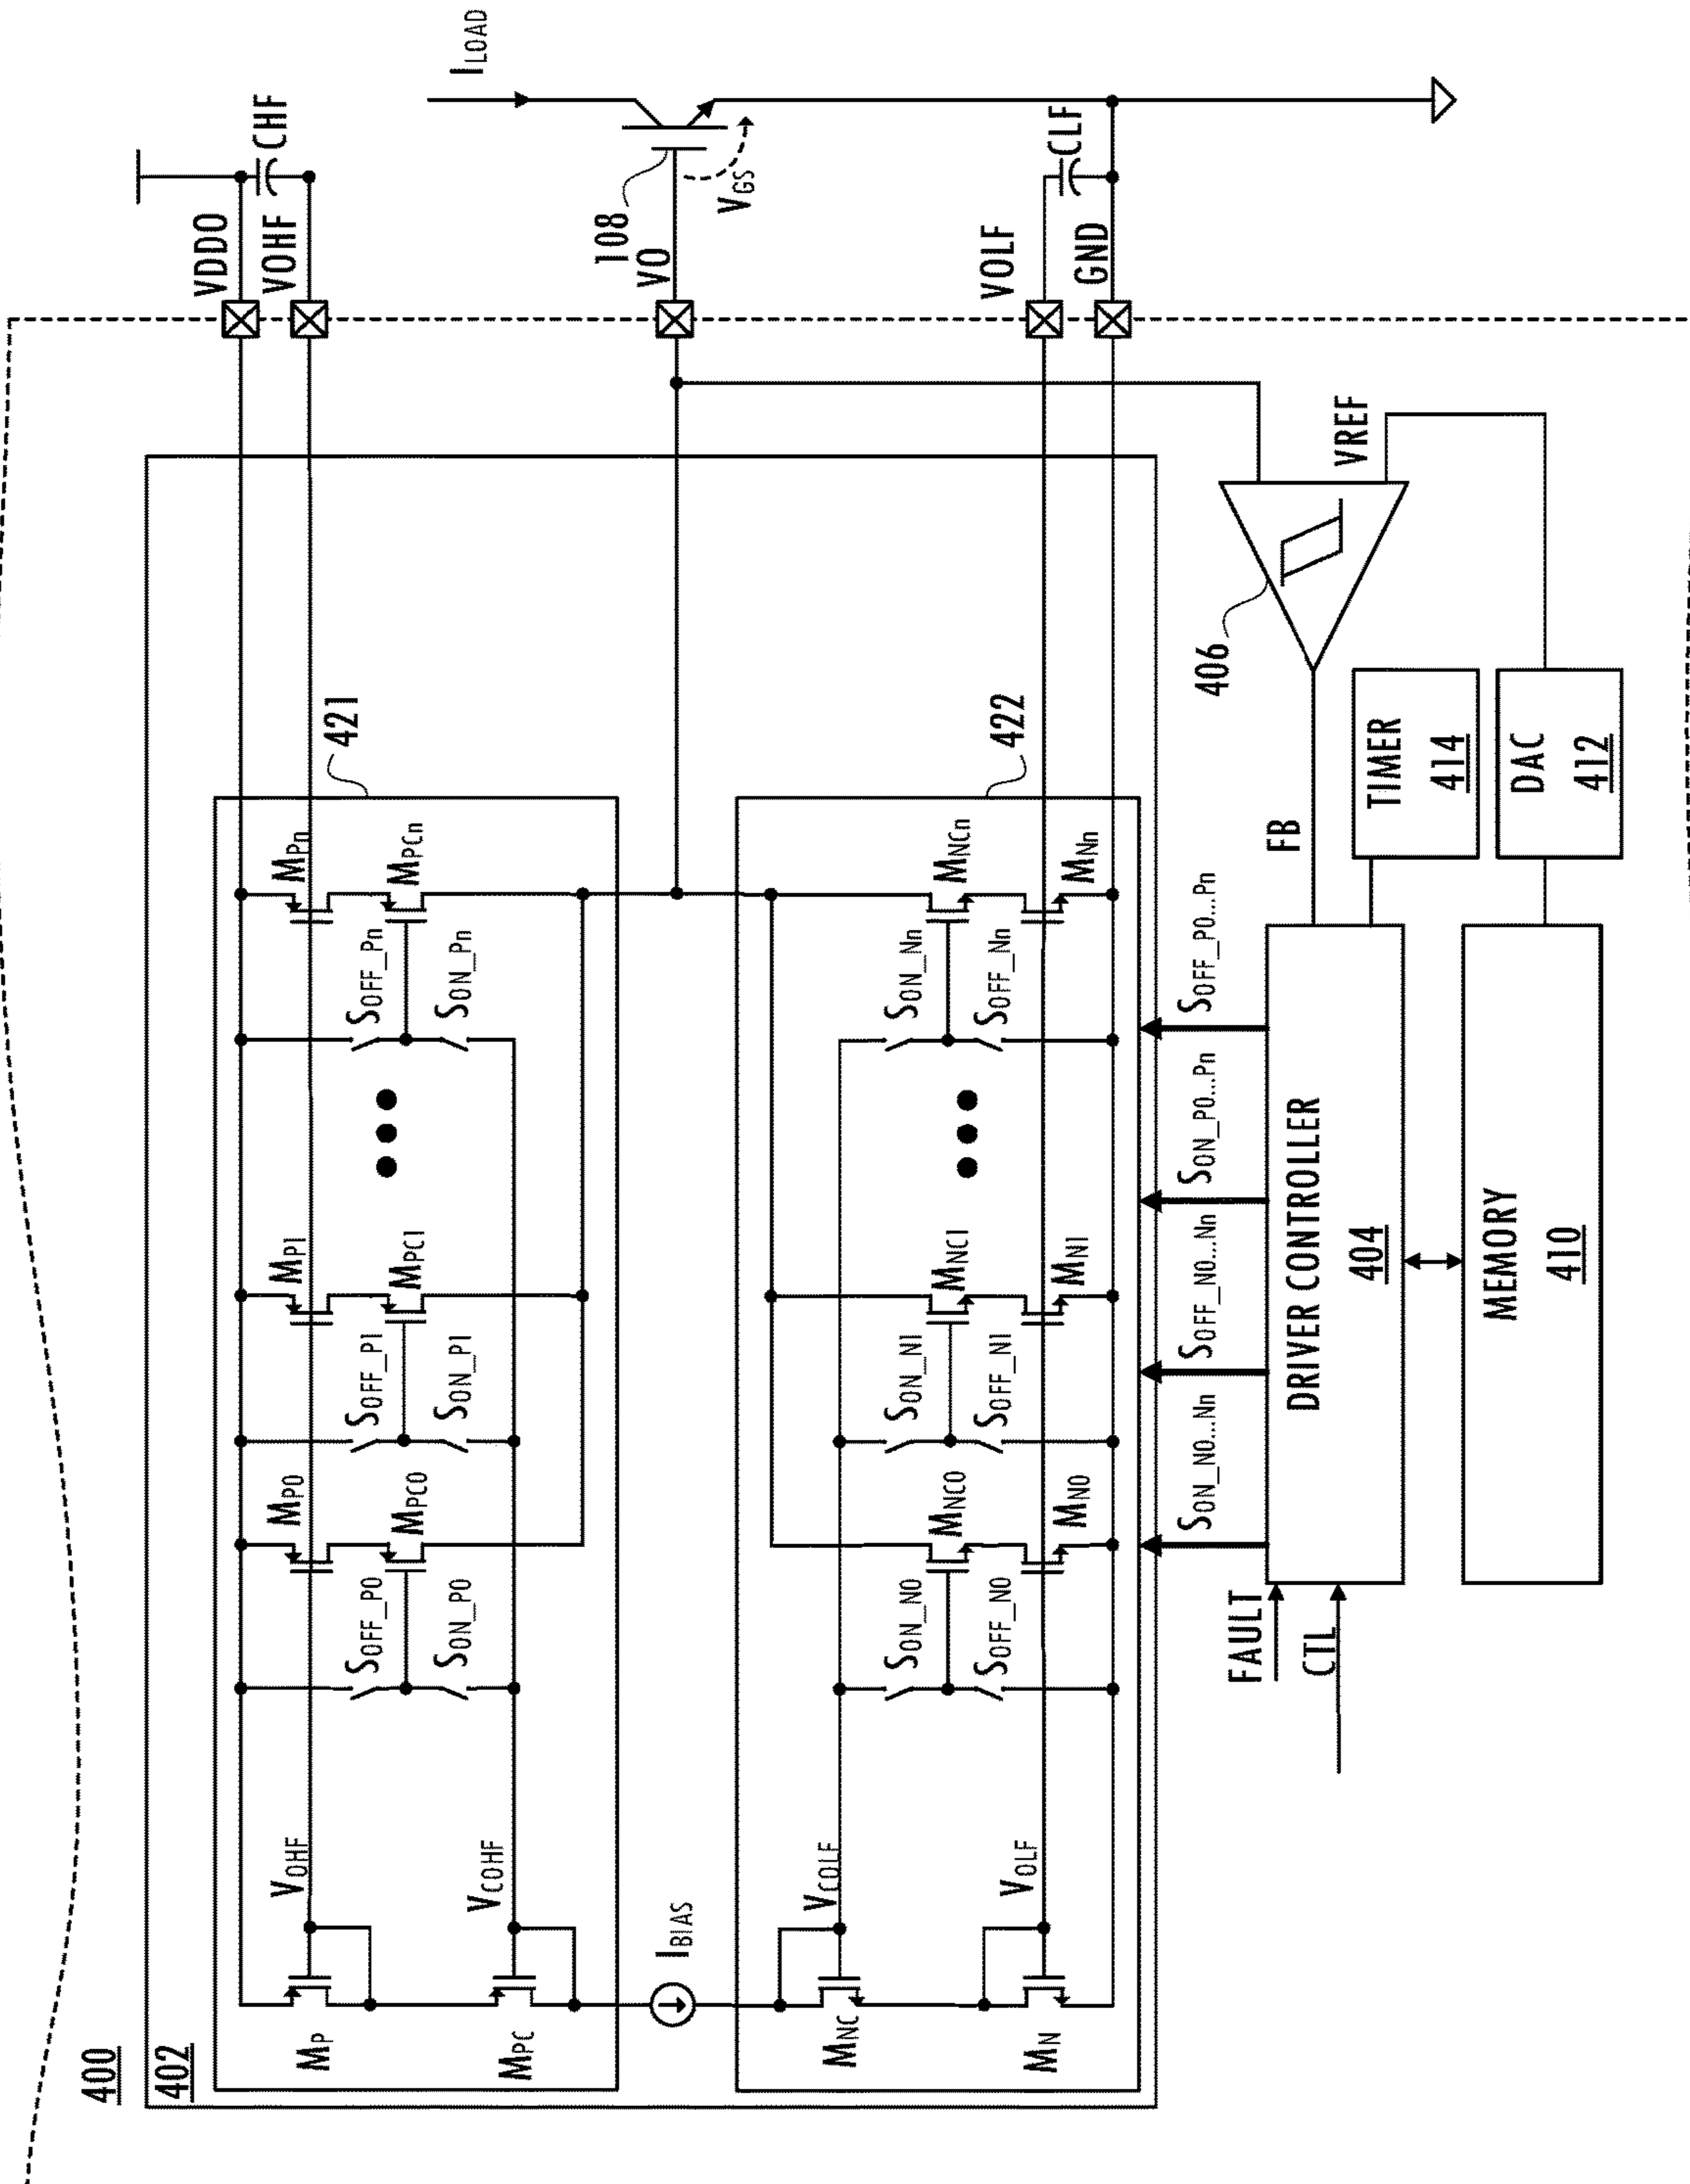 400
402
VDDO
CHF
VOHF
ILOAD
108
VO
VGS
VOLF
CLF
GND
421
MP
VOHF
MPC
VCOHF
SOFF_P0
SON_P0
MP0
MPC0
SOFF_P1
SON_P1
MP1
MPC1
SOFF_Pn
SON_Pn
MPn
MPCn
IBIAS
422
MNC
VCOLF
MN
VOLF
SON_N0
SOFF_N0
MNC0
MN0
SON_N1
SOFF_N1
MNC1
MN1
SON_Nn
SOFF_Nn
MNCn
MNn
SON_N0...Nn
SOFF_N0...Nn
SON_P0...Pn
SOFF_P0...Pn
FAULT
CTL
DRIVER CONTROLLER
404
FB
406
VREF
TIMER
414
DAC
412
MEMORY
410